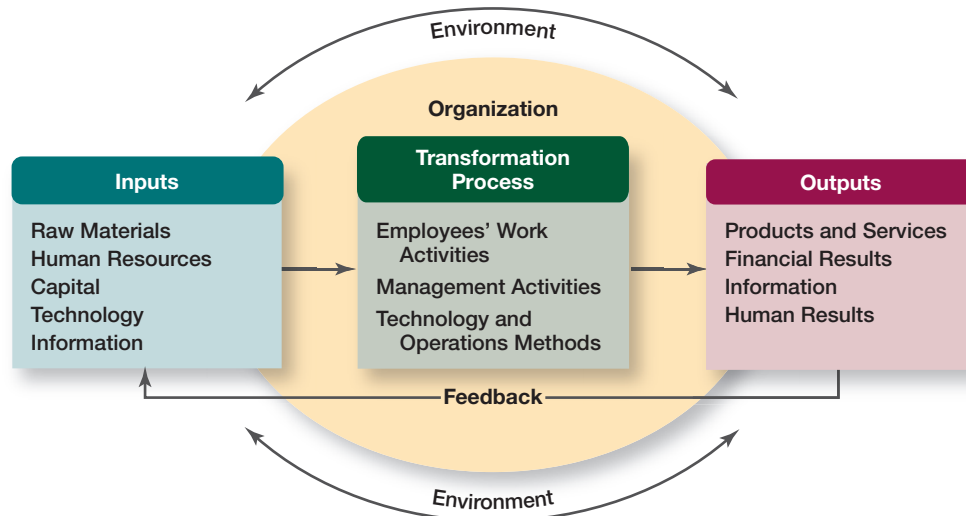 Environment
Organization
Inputs
Raw Materials
Human Resources
Capital
Technology
Information
Transformation
Process
Employees' Work
Activities
Management Activities
Technology and
Operations Methods
Outputs
Products and Services
Financial Results
Information
Human Results
Feedback
Environment